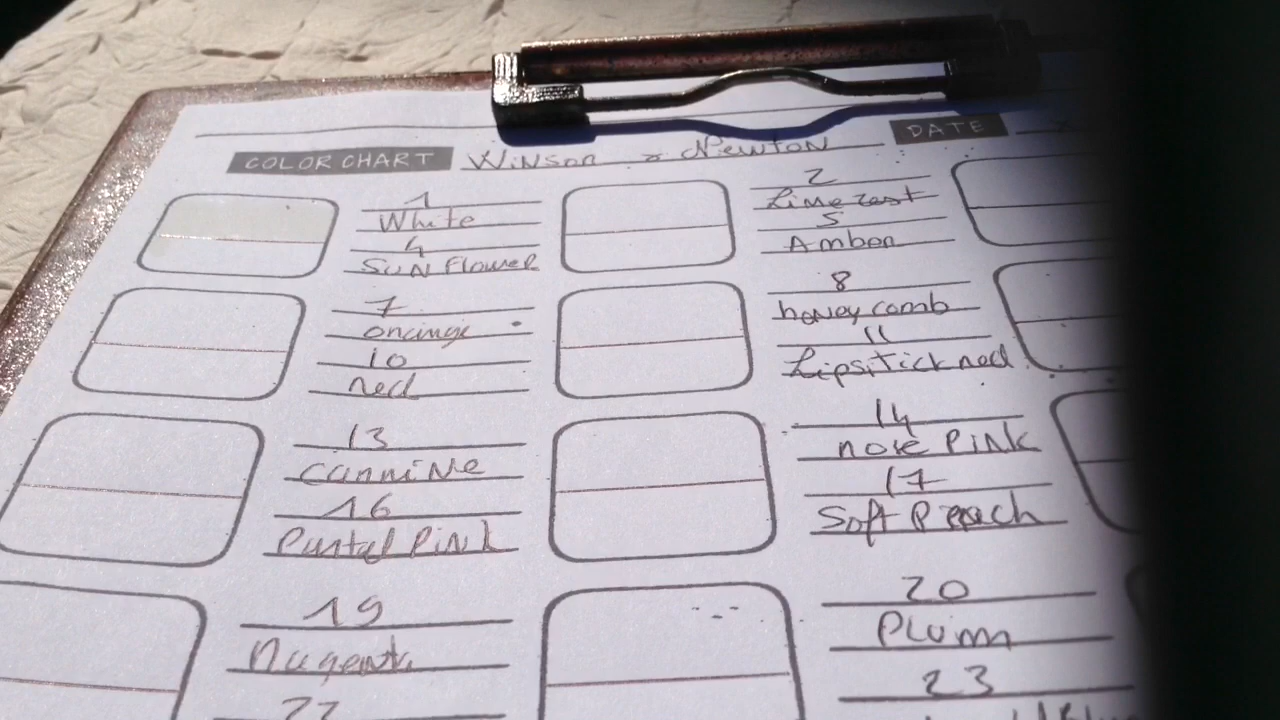 COLOR CHART Winson & Newton DATE
1
White
4
SUN Flower
2
Lime zest
5
Amber
7
orange
10
red
8
honey comb
11
Lipstick red
13
carmiNe
16
Pastel Pink
14
rose Pink
17
Soft Peach
19
Magenta
22
20
PLUm
23